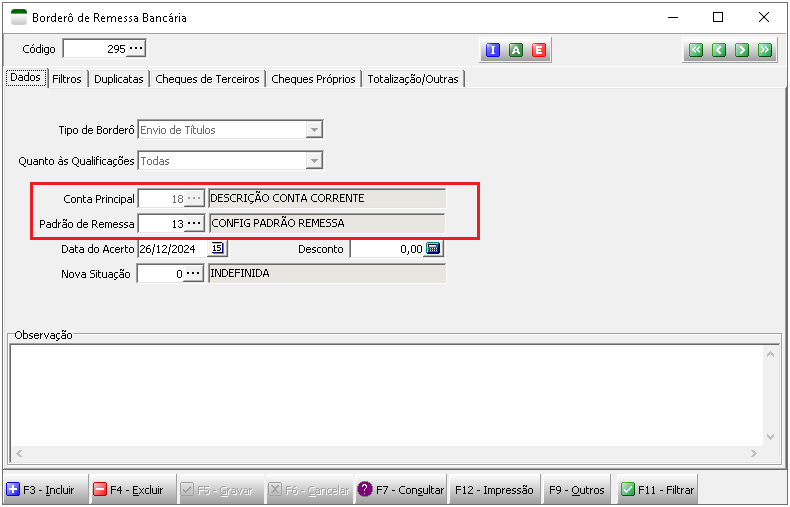 Borderô de Remessa Bancária
Código 295 ... I A E
Dados Filtros Duplicatas Cheques de Terceiros Cheques Próprios Totalização/Outras
Tipo de Borderô Envio de Títulos
Quanto às Qualificações Todas
Conta Principal 18 ... DESCRIÇÃO CONTA CORRENTE
Padrão de Remessa 13 ... CONFIG PADRÃO REMESSA
Data do Acerto 26/12/2024 15 Desconto 0,00
Nova Situação 0 ... INDEFINIDA
Observação
F3 - Incluir F4 - Excluir F5 - Gravar F6 - Cancelar ? F7 - Consultar F12 - Impressão F9 - Outros F11 - Filtrar